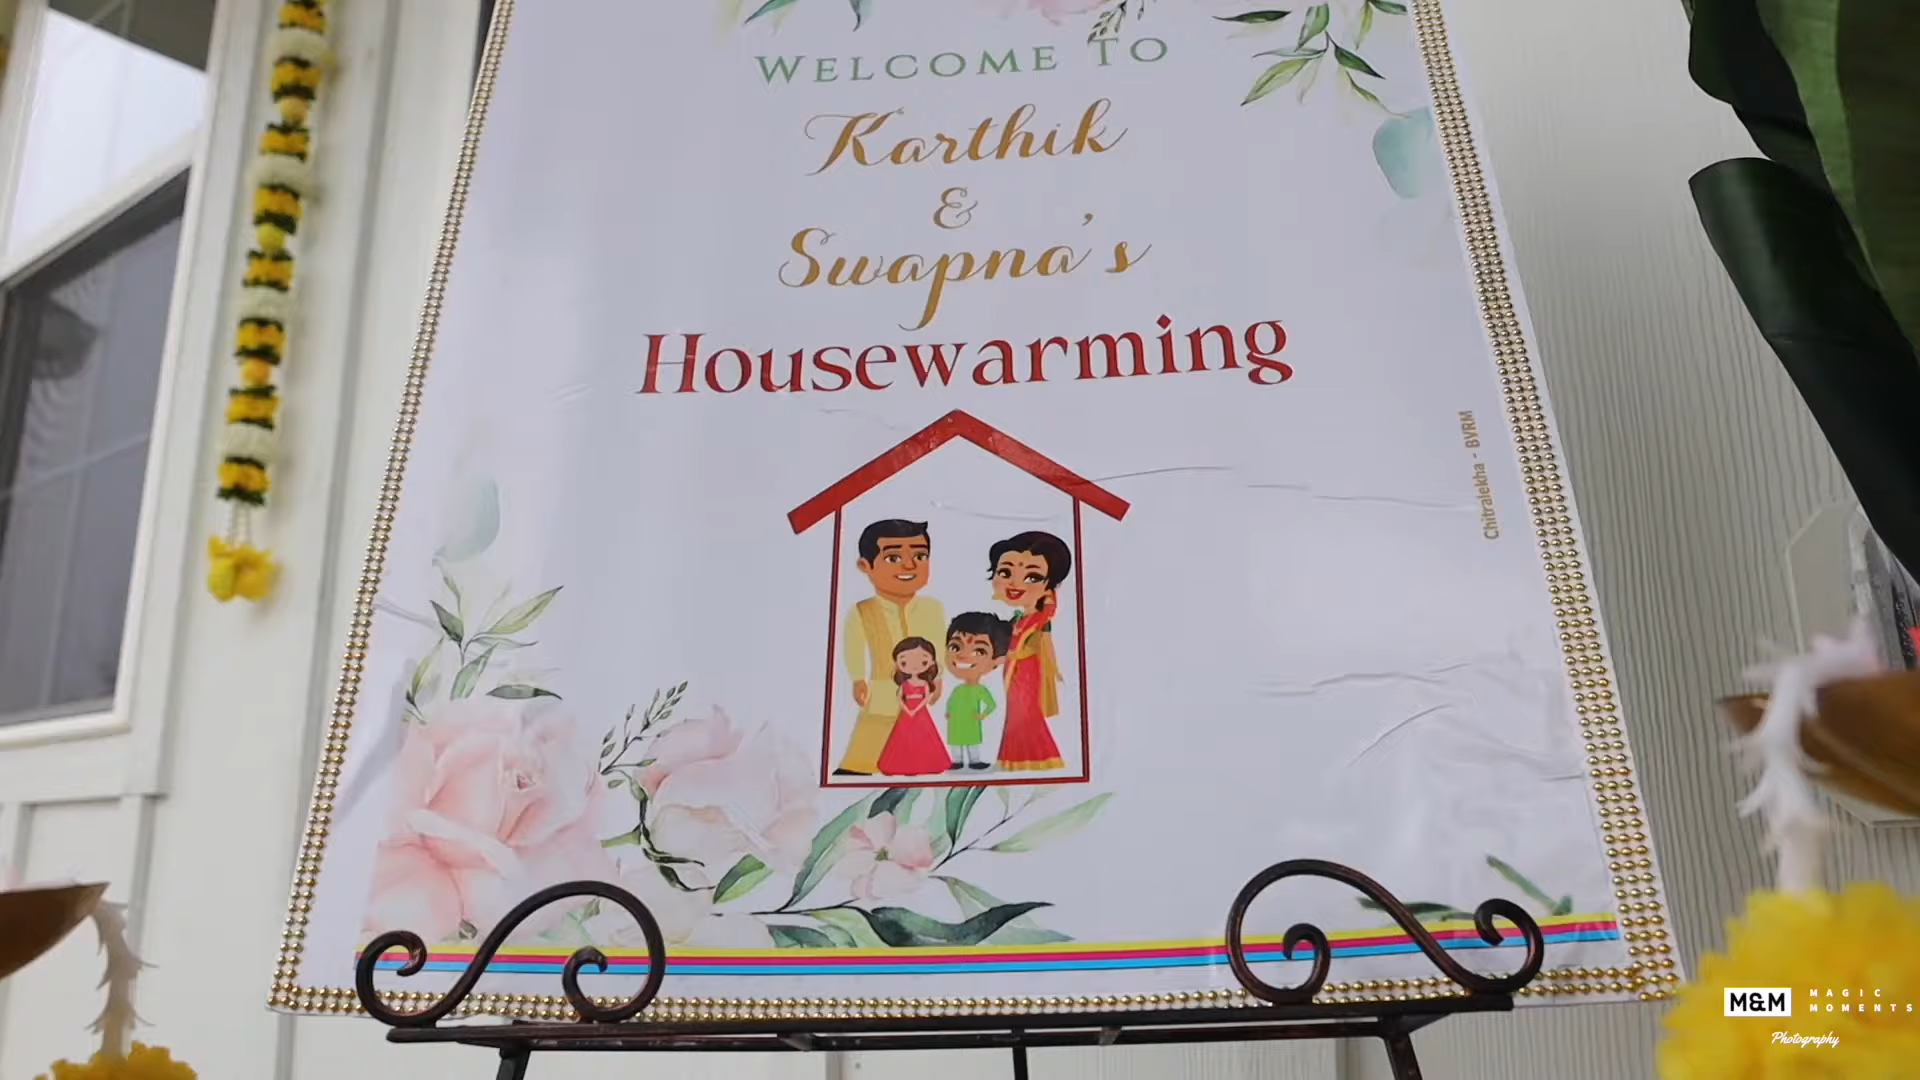 WELCOME TO
Karthik
&
Swapna's
Housewarming
Chitralekha - BVRM
M&M MAGIC MOMENTS
Photography